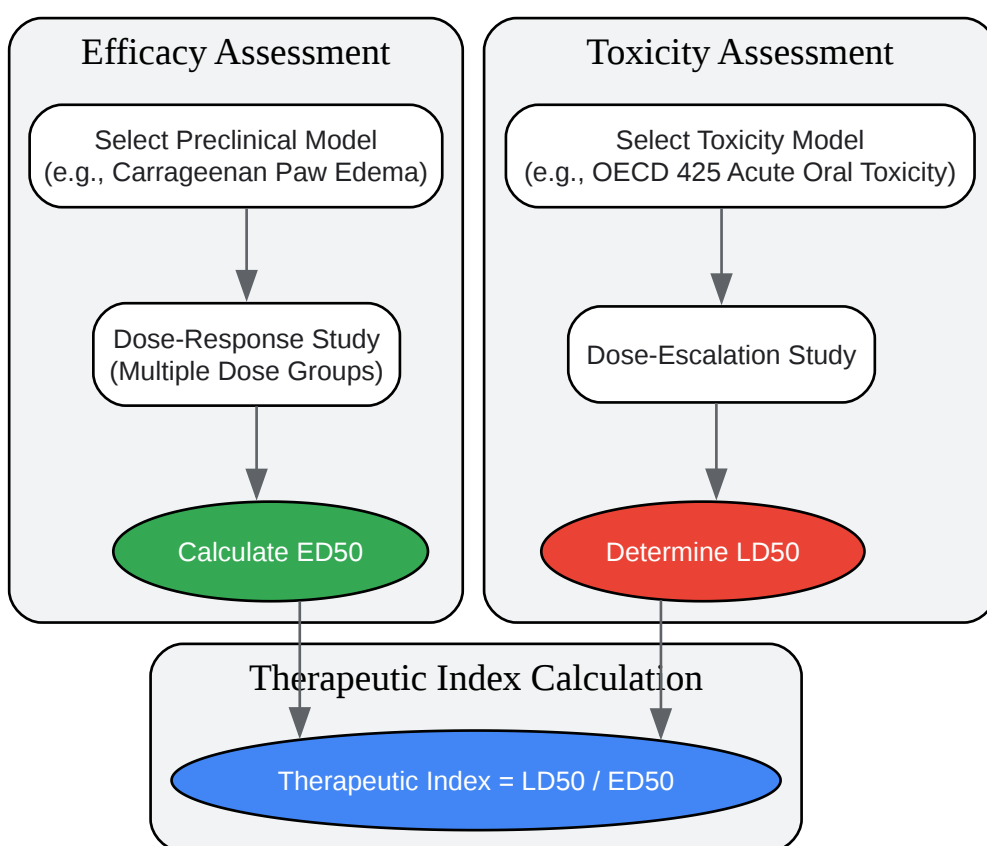 Efficacy Assessment
Select Preclinical Model
(e.g., Carrageenan Paw Edema)
Dose-Response Study
(Multiple Dose Groups)
Calculate ED50
Toxicity Assessment
Select Toxicity Model
(e.g., OECD 425 Acute Oral Toxicity)
Dose-Escalation Study
Determine LD50
Therapeutic Index Calculation
Therapeutic Index = LD50 / ED50